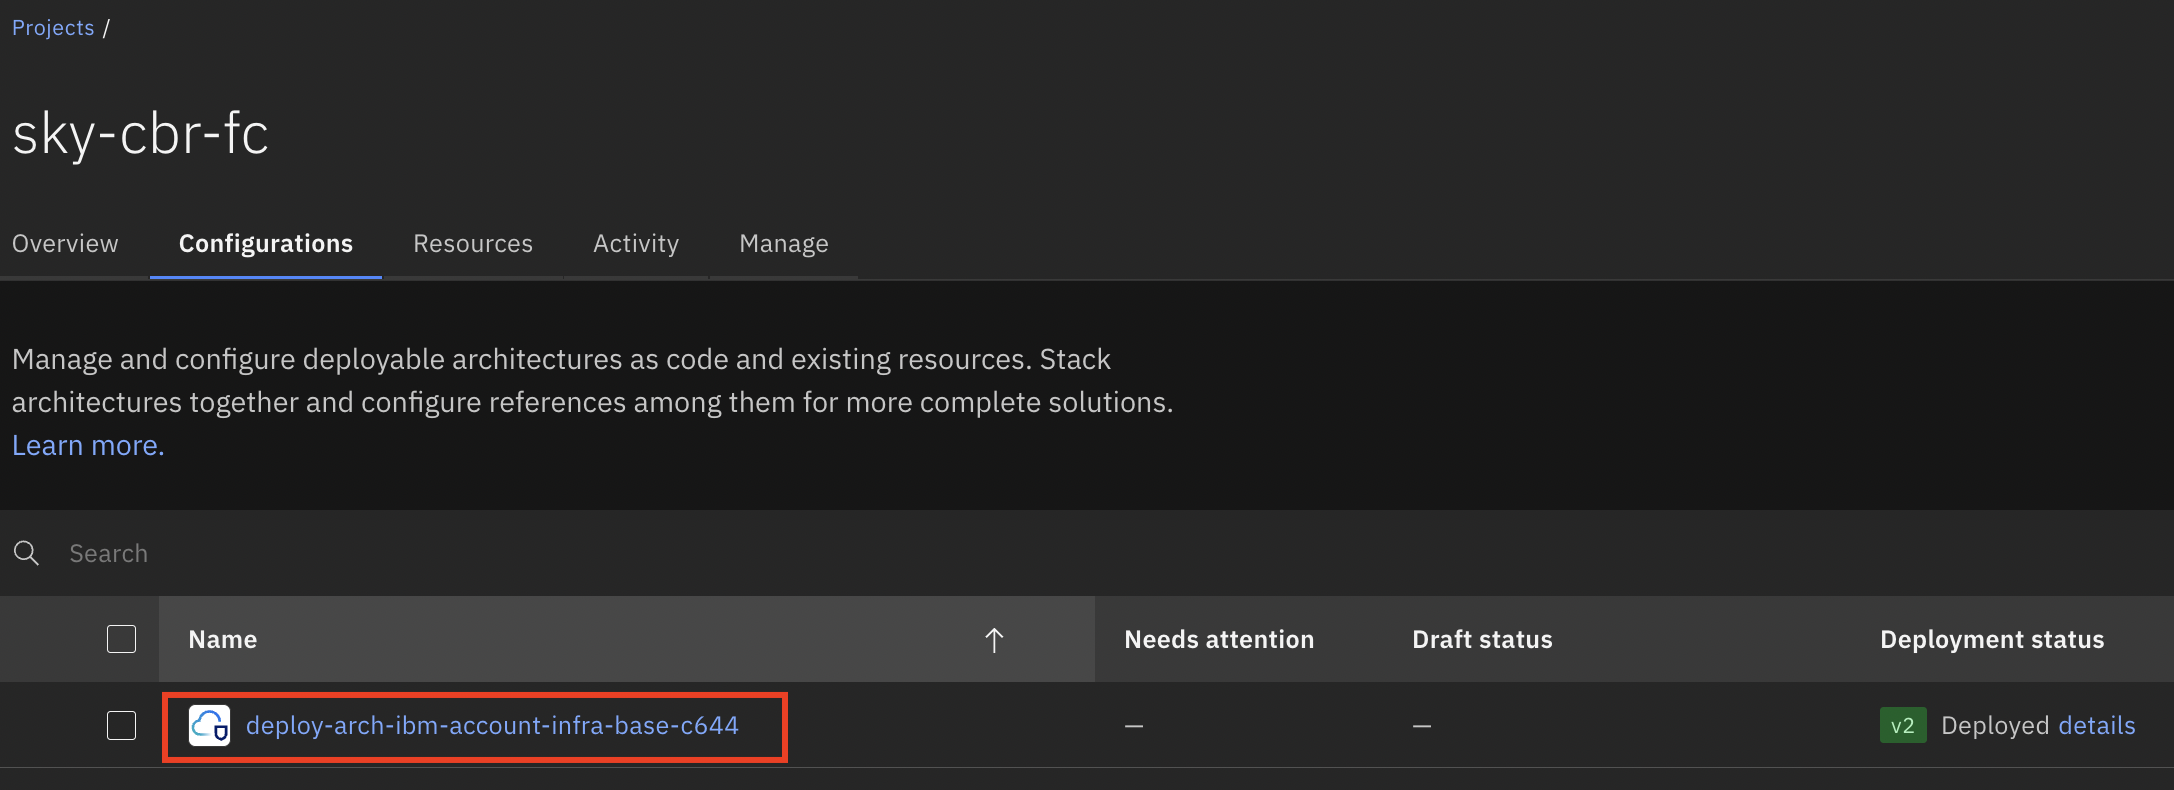 Projects /
sky-cbr-fc
Overview Configurations Resources Activity Manage
Manage and configure deployable architectures as code and existing resources. Stack
architectures together and configure references among them for more complete solutions.
Learn more.
Search
Name Needs attention Draft status Deployment status
deploy-arch-ibm-account-infra-base-c644 — — v2 Deployed details